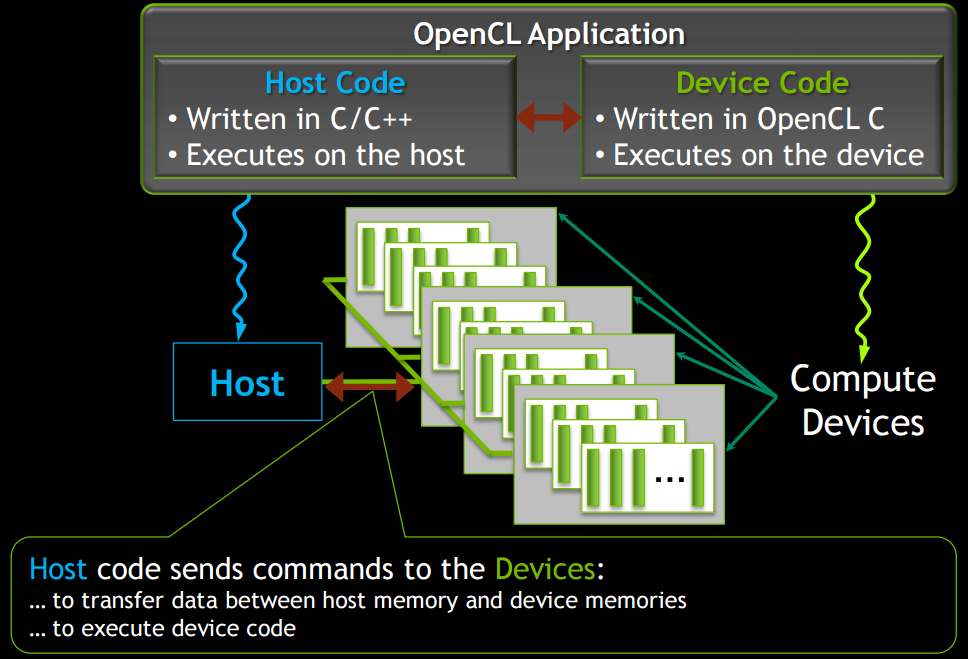 OpenCL Application
Host Code
• Written in C/C++
• Executes on the host
Device Code
• Written in OpenCL C
• Executes on the device
Host
...
Compute
Devices
Host code sends commands to the Devices:
… to transfer data between host memory and device memories
… to execute device code